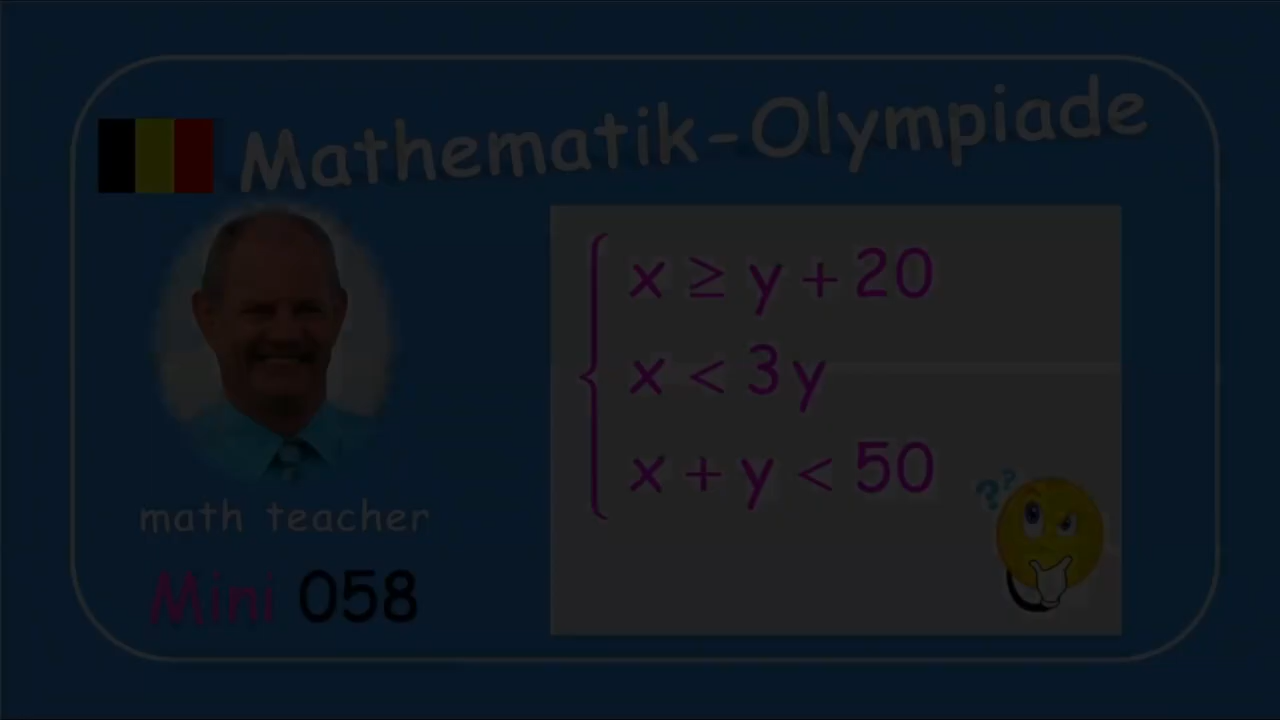 Mathematik-Olympiade
x ≥ y + 20
x < 3y
x + y < 50
??
math teacher
Mini 058